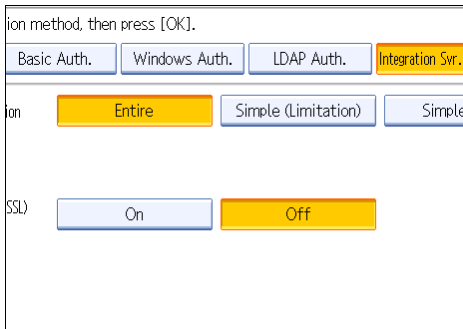 ion method, then press [OK].
Basic Auth. Windows Auth. LDAP Auth. Integration Svr.
ion Entire Simple (Limitation) Simple
SSL) On Off